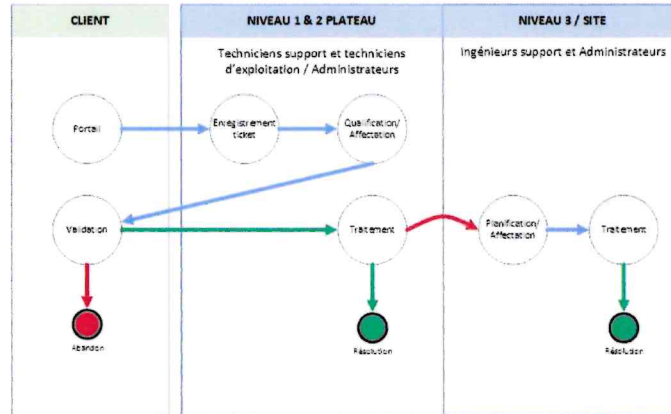 CLIENT
NIVEAU 1 & 2 PLATEAU
NIVEAU 3 / SITE
Techniciens support et techniciens
d'exploitation / Administrateurs
Ingénieurs support et Administrateurs
Portail
Enregistrement
ticket
Qualification/
Affectation
Validation
Traitement
Planification/
Affectation
Traitement
Abandon
Résolution
Résolution